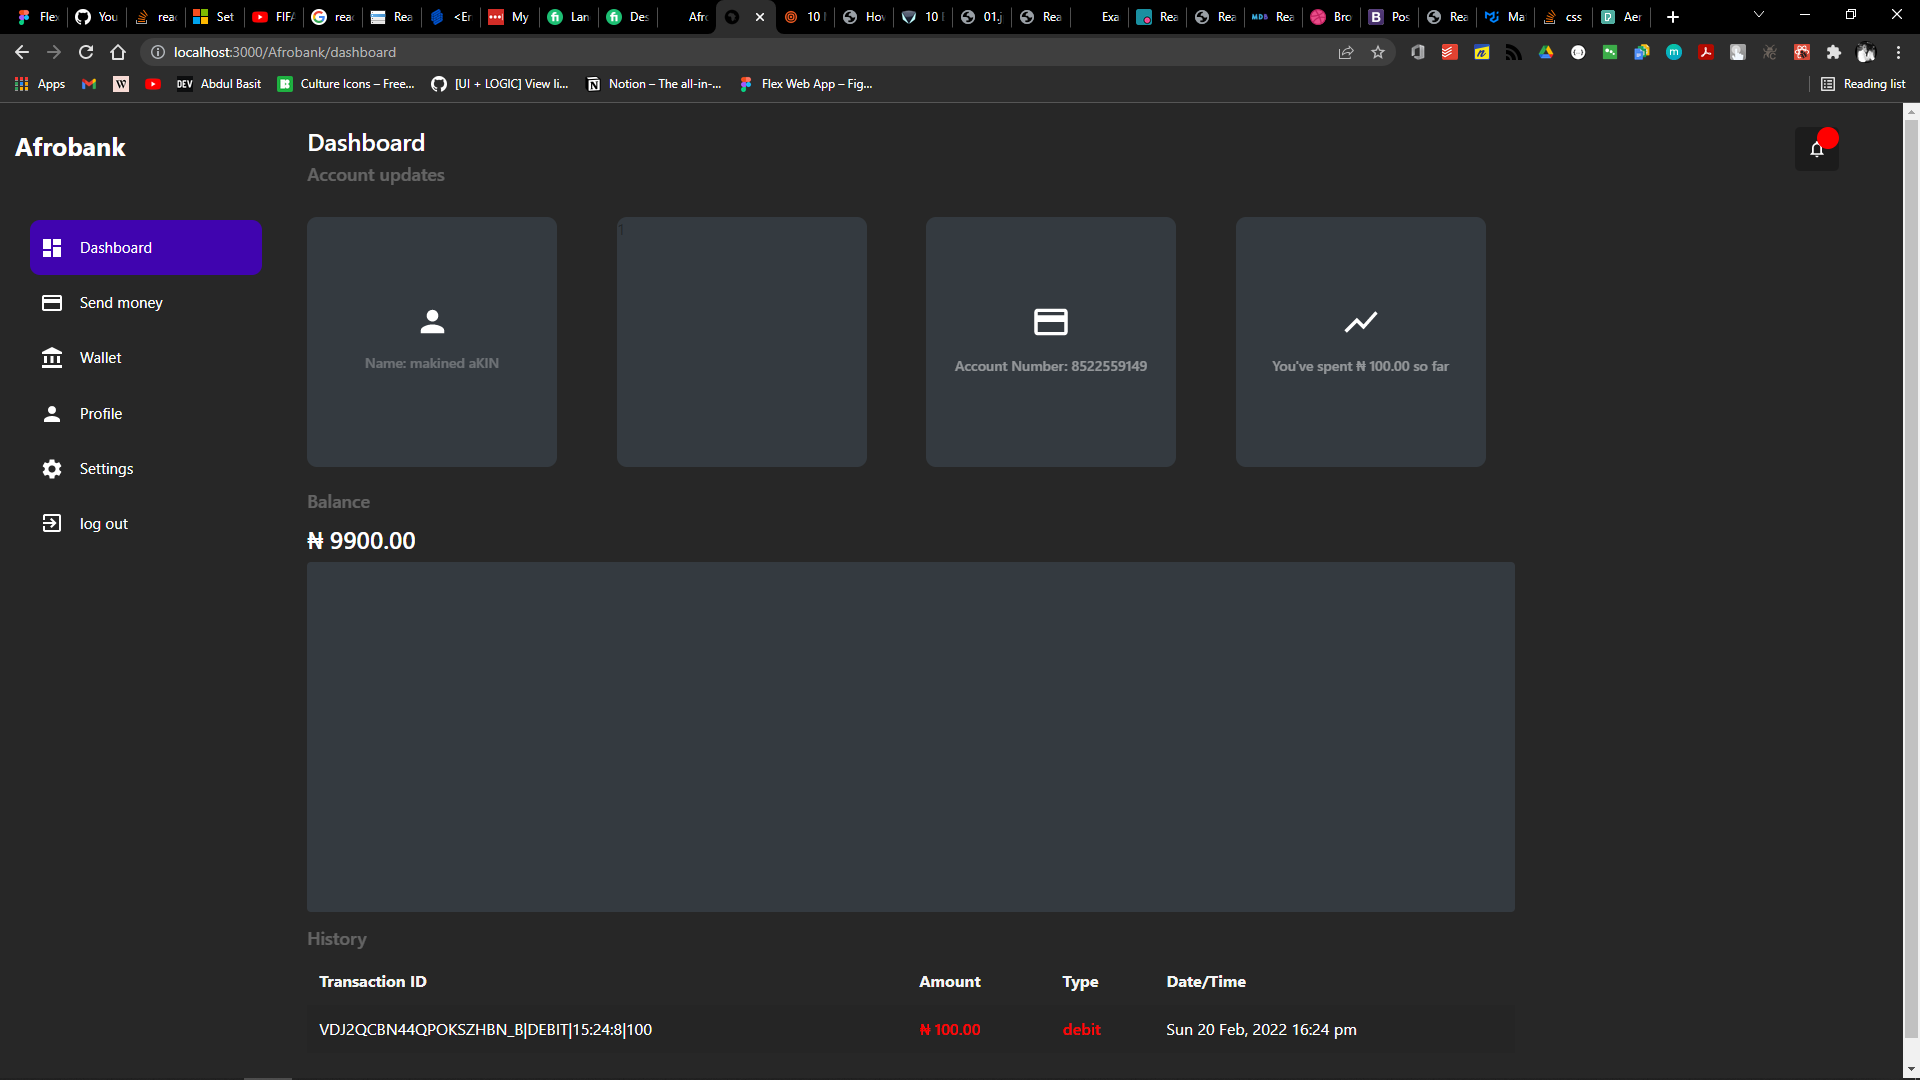 Flex
You
reac
Set
FIFA
reac
Rea
<Er
My
Lan
Des
Afro
10
Hov
10
01.j
Rea
Exa
Rea
Rea
Rea
Bro
Pos
Rea
Ma
css
Aer
localhost:3000/Afrobank/dashboard
Apps
Abdul Basit
Culture Icons – Free...
[UI + LOGIC] View li...
Notion – The all-in-...
Flex Web App – Fig...
Reading list
Afrobank
Dashboard
Account updates
Dashboard
Send money
Wallet
Profile
Settings
log out
Name: makined aKIN
1
Account Number: 8522559149
You've spent ₦ 100.00 so far
Balance
₦ 9900.00
History
Transaction ID Amount Type Date/Time
VDJ2QCBN44QPOKSZHBN_B|DEBIT|15:24:8|100 ₦ 100.00 debit Sun 20 Feb, 2022 16:24 pm